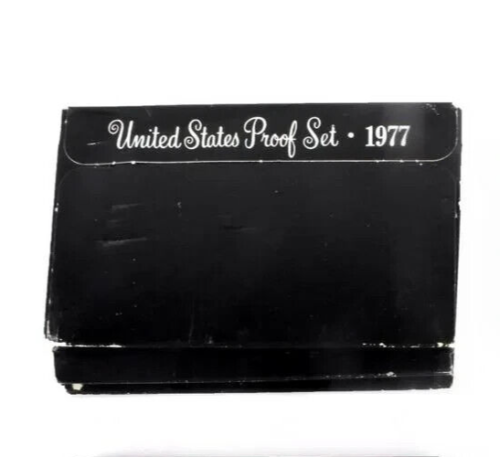 United States Proof Set • 1977